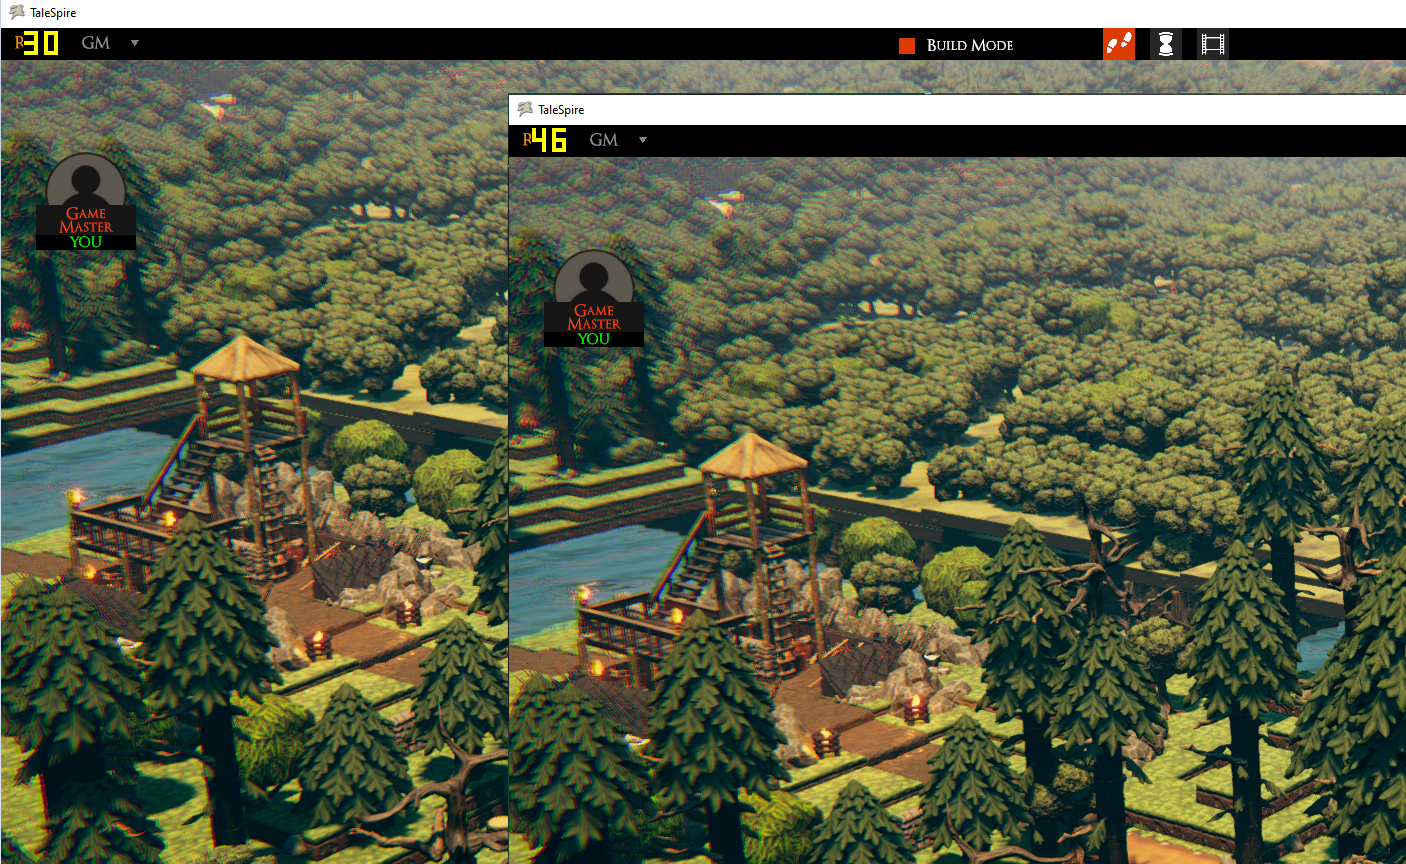 TaleSpire
R30 GM
BUILD MODE
TaleSpire
R46 GM
GAME
MASTER
YOU
GAME
MASTER
YOU